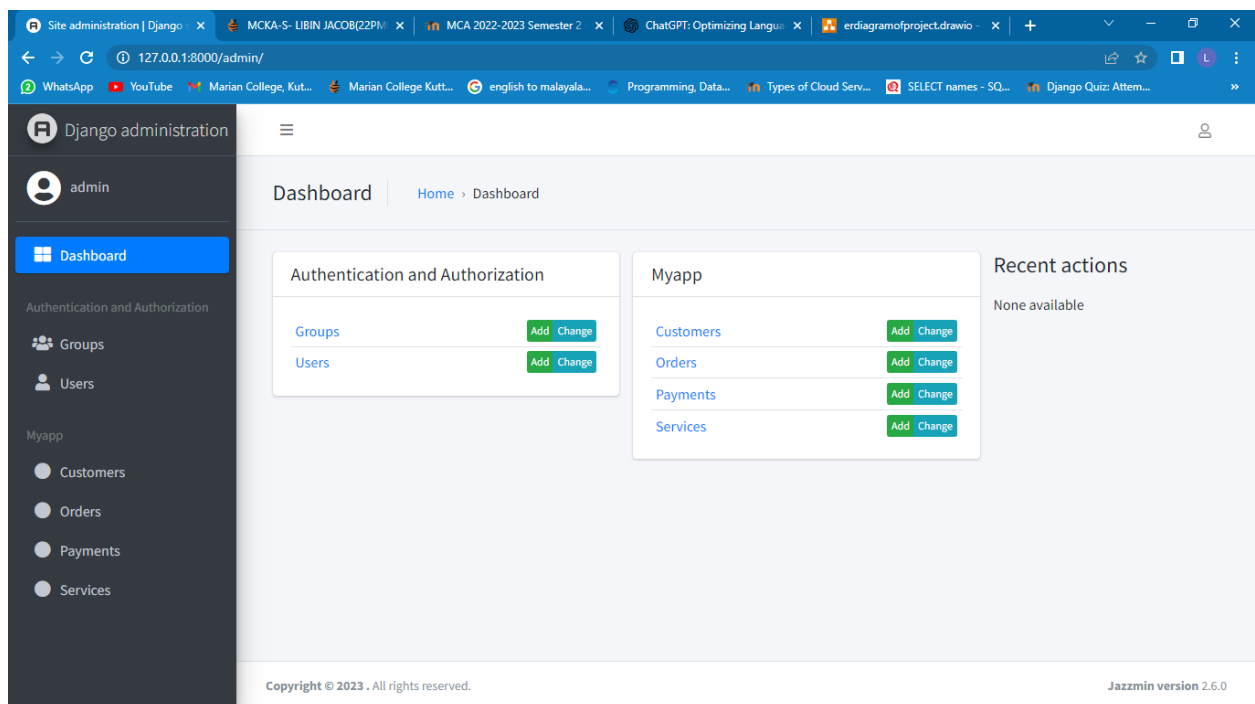 Site administration | Django s
MCKA-S- LIBIN JACOB(22PM
MCA 2022-2023 Semester 2
ChatGPT: Optimizing Langua
erdiagramofproject.drawio -
127.0.0.1:8000/admin/
L
WhatsApp
YouTube
Marian College, Kut...
Marian College Kutt...
english to malayala...
Programming, Data...
Types of Cloud Serv...
SELECT names - SQ...
Django Quiz: Attem...
»
Django administration
admin
Dashboard
Authentication and Authorization
Groups
Users
Myapp
Customers
Orders
Payments
Services
Dashboard
Home › Dashboard
Authentication and Authorization
Groups Add Change
Users Add Change
Myapp
Customers Add Change
Orders Add Change
Payments Add Change
Services Add Change
Recent actions
None available
Copyright © 2023 . All rights reserved.
Jazzmin version 2.6.0